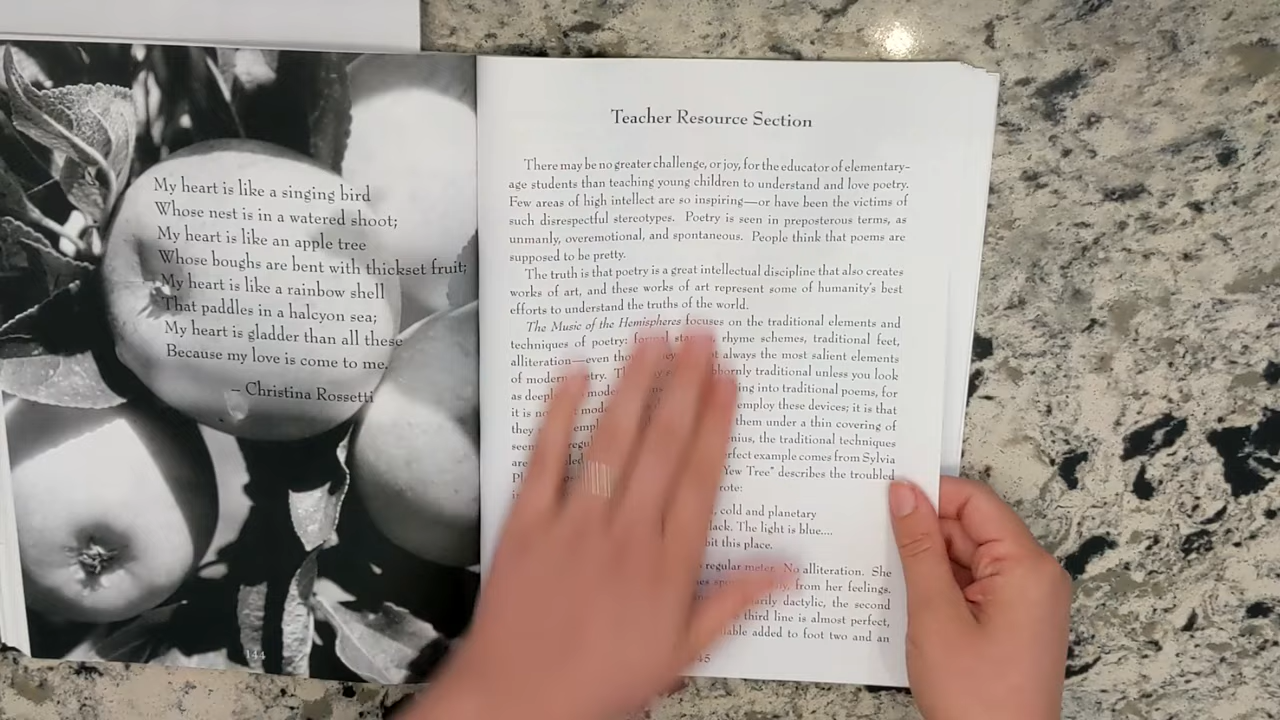 My heart is like a singing bird
Whose nest is in a watered shoot;
My heart is like an apple tree
Whose boughs are bent with thickset fruit;
My heart is like a rainbow shell
That paddles in a halcyon sea;
My heart is gladder than all these
Because my love is come to me.
– Christina Rossetti
144
Teacher Resource Section
There may be no greater challenge, or joy, for the educator of elementary-
age students than teaching young children to understand and love poetry.
Few areas of high intellect are so inspiring—or have been the victims of
such disrespectful stereotypes. Poetry is seen in preposterous terms, as
unmanly, overemotional, and spontaneous. People think that poems are
supposed to be pretty.
The truth is that poetry is a great intellectual discipline that also creates
works of art, and these works of art represent some of humanity's best
efforts to understand the truths of the world.
The Music of the Hemispheres focuses on the traditional elements and
techniques of poetry: formal rhyme schemes, traditional feet,
alliteration—even always the most salient elements
of modern traditional unless you look
as into traditional poems, for
it is employ these devices; it is that
they them under a thin covering of
the traditional techniques
are example comes from Sylvia
Yew Tree" describes the troubled
cold and planetary
The light is blue....
this place.
regular meter. No alliteration. She
from her feelings.
dactylic, the second
third line is almost perfect,
added to foot two and an